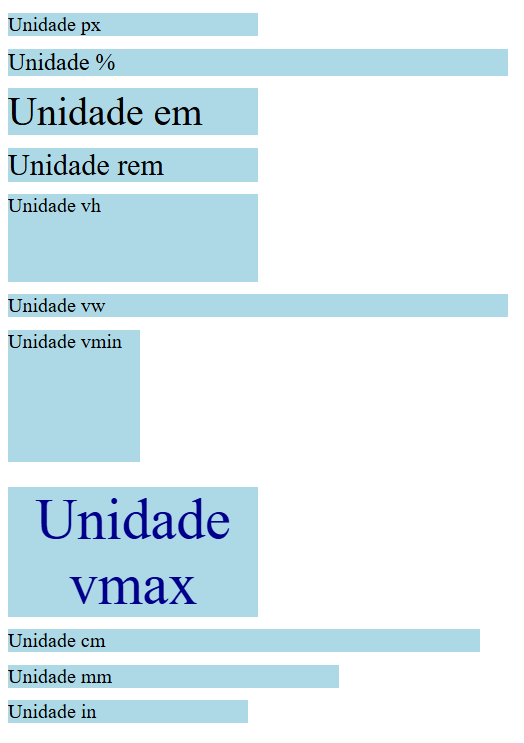 Unidade px
Unidade %
Unidade em
Unidade rem
Unidade vh
Unidade vw
Unidade vmin
Unidade
vmax
Unidade cm
Unidade mm
Unidade in